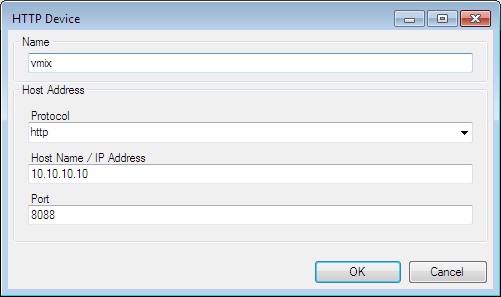 HTTP Device
Name
vmix
Host Address
Protocol
http
Host Name / IP Address
10.10.10.10
Port
8088
OK Cancel